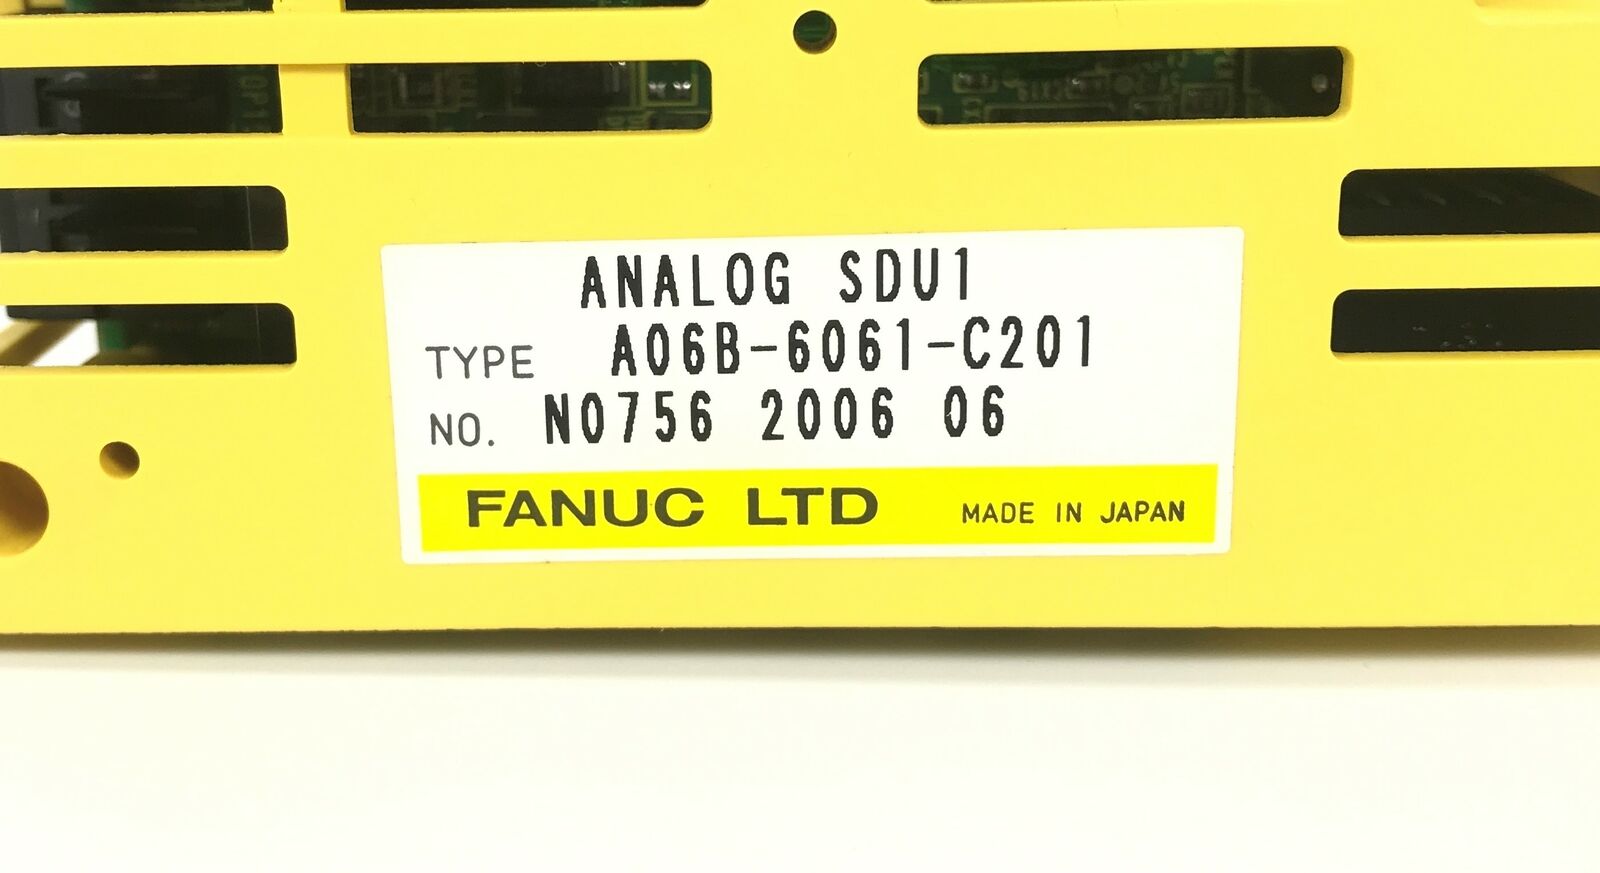 ANALOG SDU1
TYPE A06B-6061-C201
NO. N0756 2006 06
FANUC LTD MADE IN JAPAN